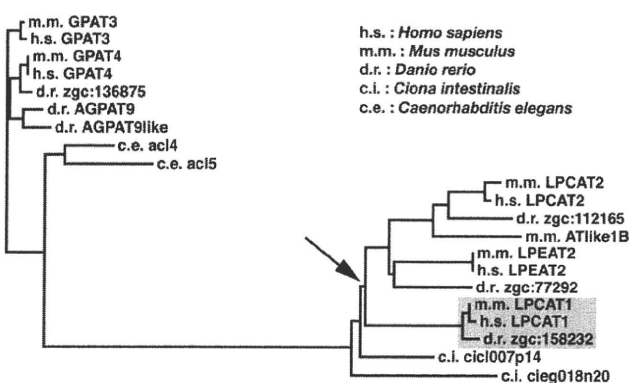 m.m. GPAT3
h.s. GPAT3
m.m. GPAT4
h.s. GPAT4
d.r. zgc:136875
d.r. AGPAT9
d.r. AGPAT9like
c.e. acl4
c.e. acl5
h.s. : Homo sapiens
m.m. : Mus musculus
d.r. : Danio rerio
c.i. : Ciona intestinalis
c.e. : Caenorhabditis elegans
m.m. LPCAT2
h.s. LPCAT2
d.r. zgc:112165
m.m. ATlike1B
m.m. LPEAT2
h.s. LPEAT2
d.r. zgc:77292
m.m. LPCAT1
h.s. LPCAT1
d.r. zgc:158232
c.i. cicl007p14
c.i. cieg018n20